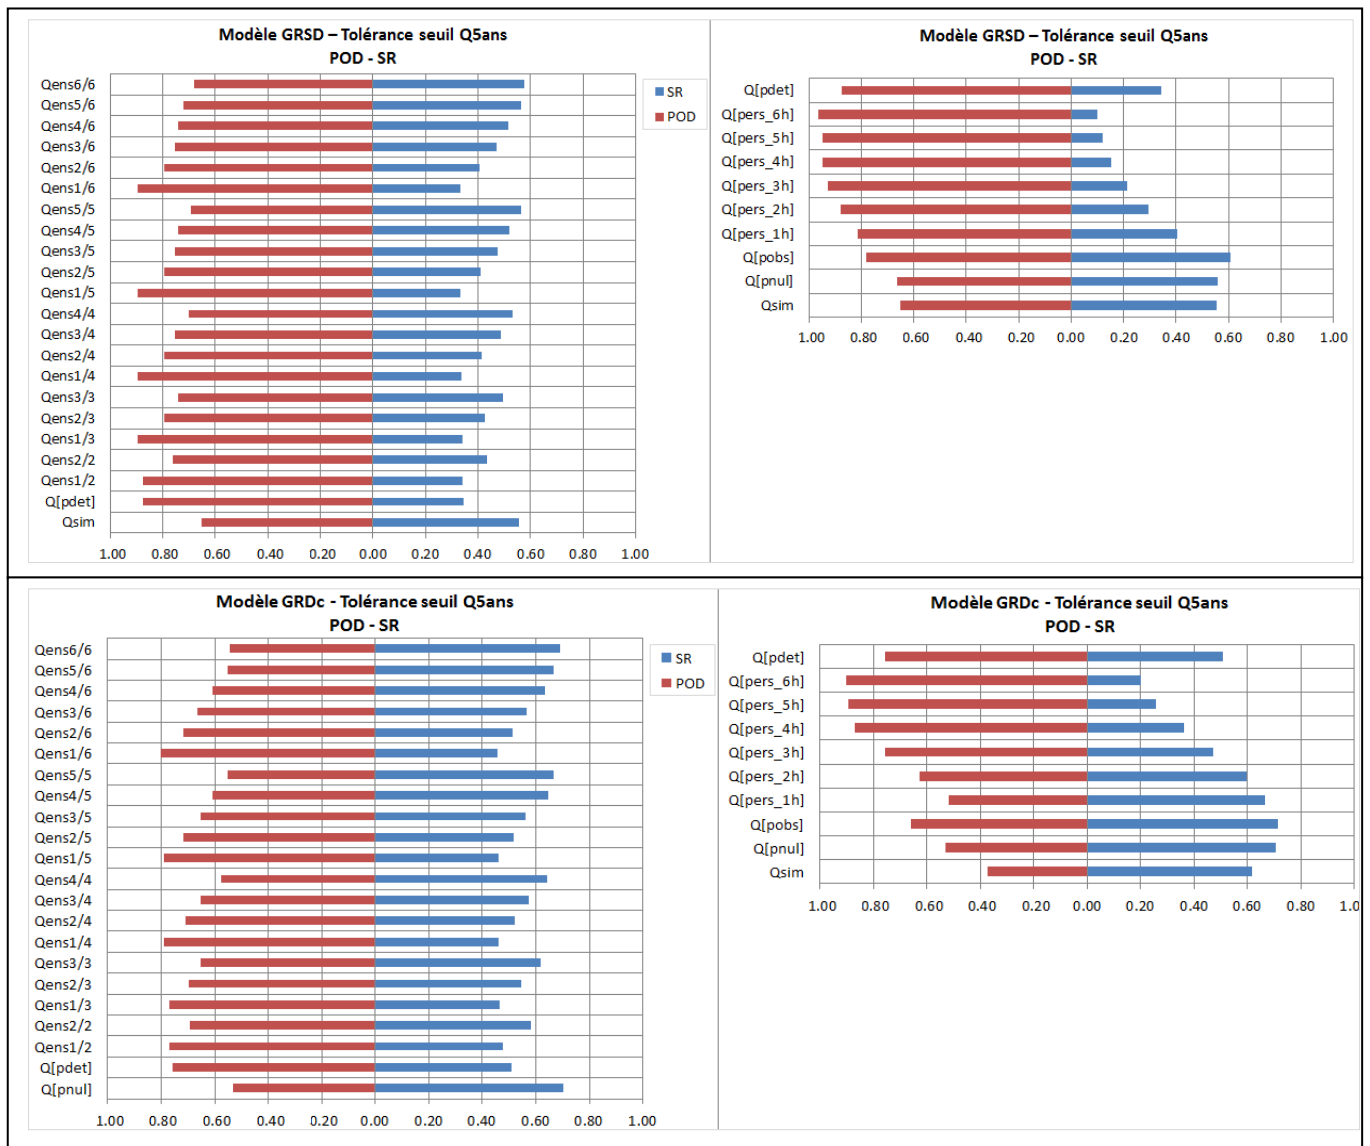 Modèle GRSD – Tolérance seuil Q5ans
POD - SR
Qens6/6
Qens5/6
Qens4/6
Qens3/6
Qens2/6
Qens1/6
Qens5/5
Qens4/5
Qens3/5
Qens2/5
Qens1/5
Qens4/4
Qens3/4
Qens2/4
Qens1/4
Qens3/3
Qens2/3
Qens1/3
Qens2/2
Qens1/2
Q[pdet]
Qsim
1.00 0.80 0.60 0.40 0.20 0.00 0.20 0.40 0.60 0.80 1.00
SR
POD
Modèle GRSD – Tolérance seuil Q5ans
POD - SR
Q[pdet]
Q[pers_6h]
Q[pers_5h]
Q[pers_4h]
Q[pers_3h]
Q[pers_2h]
Q[pers_1h]
Q[pobs]
Q[pnul]
Qsim
1.00 0.80 0.60 0.40 0.20 0.00 0.20 0.40 0.60 0.80 1.00
Modèle GRDc - Tolérance seuil Q5ans
POD - SR
Qens6/6
Qens5/6
Qens4/6
Qens3/6
Qens2/6
Qens1/6
Qens5/5
Qens4/5
Qens3/5
Qens2/5
Qens1/5
Qens4/4
Qens3/4
Qens2/4
Qens1/4
Qens3/3
Qens2/3
Qens1/3
Qens2/2
Qens1/2
Q[pdet]
Q[pnul]
1.00 0.80 0.60 0.40 0.20 0.00 0.20 0.40 0.60 0.80 1.00
SR
POD
Modèle GRDc - Tolérance seuil Q5ans
POD - SR
Q[pdet]
Q[pers_6h]
Q[pers_5h]
Q[pers_4h]
Q[pers_3h]
Q[pers_2h]
Q[pers_1h]
Q[pobs]
Q[pnul]
Qsim
1.00 0.80 0.60 0.40 0.20 0.00 0.20 0.40 0.60 0.80 1.0